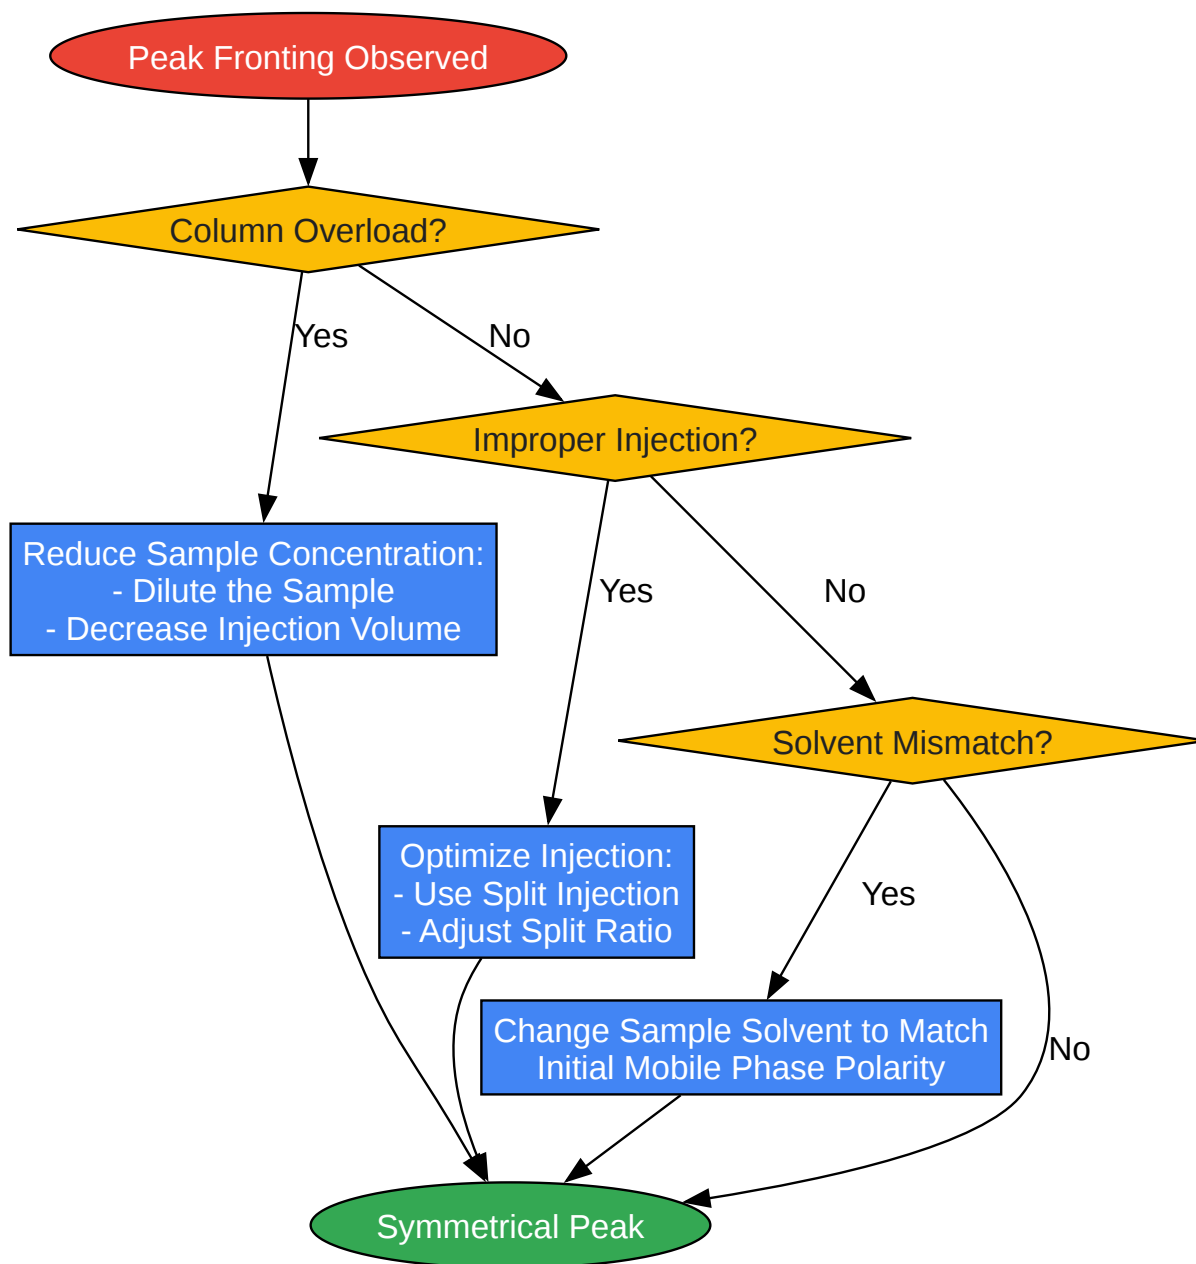 Peak Fronting Observed
Column Overload?
Yes
No
Improper Injection?
Reduce Sample Concentration:
- Dilute the Sample
- Decrease Injection Volume
Yes
No
Solvent Mismatch?
Optimize Injection:
- Use Split Injection
- Adjust Split Ratio
Yes
Change Sample Solvent to Match
Initial Mobile Phase Polarity
No
Symmetrical Peak